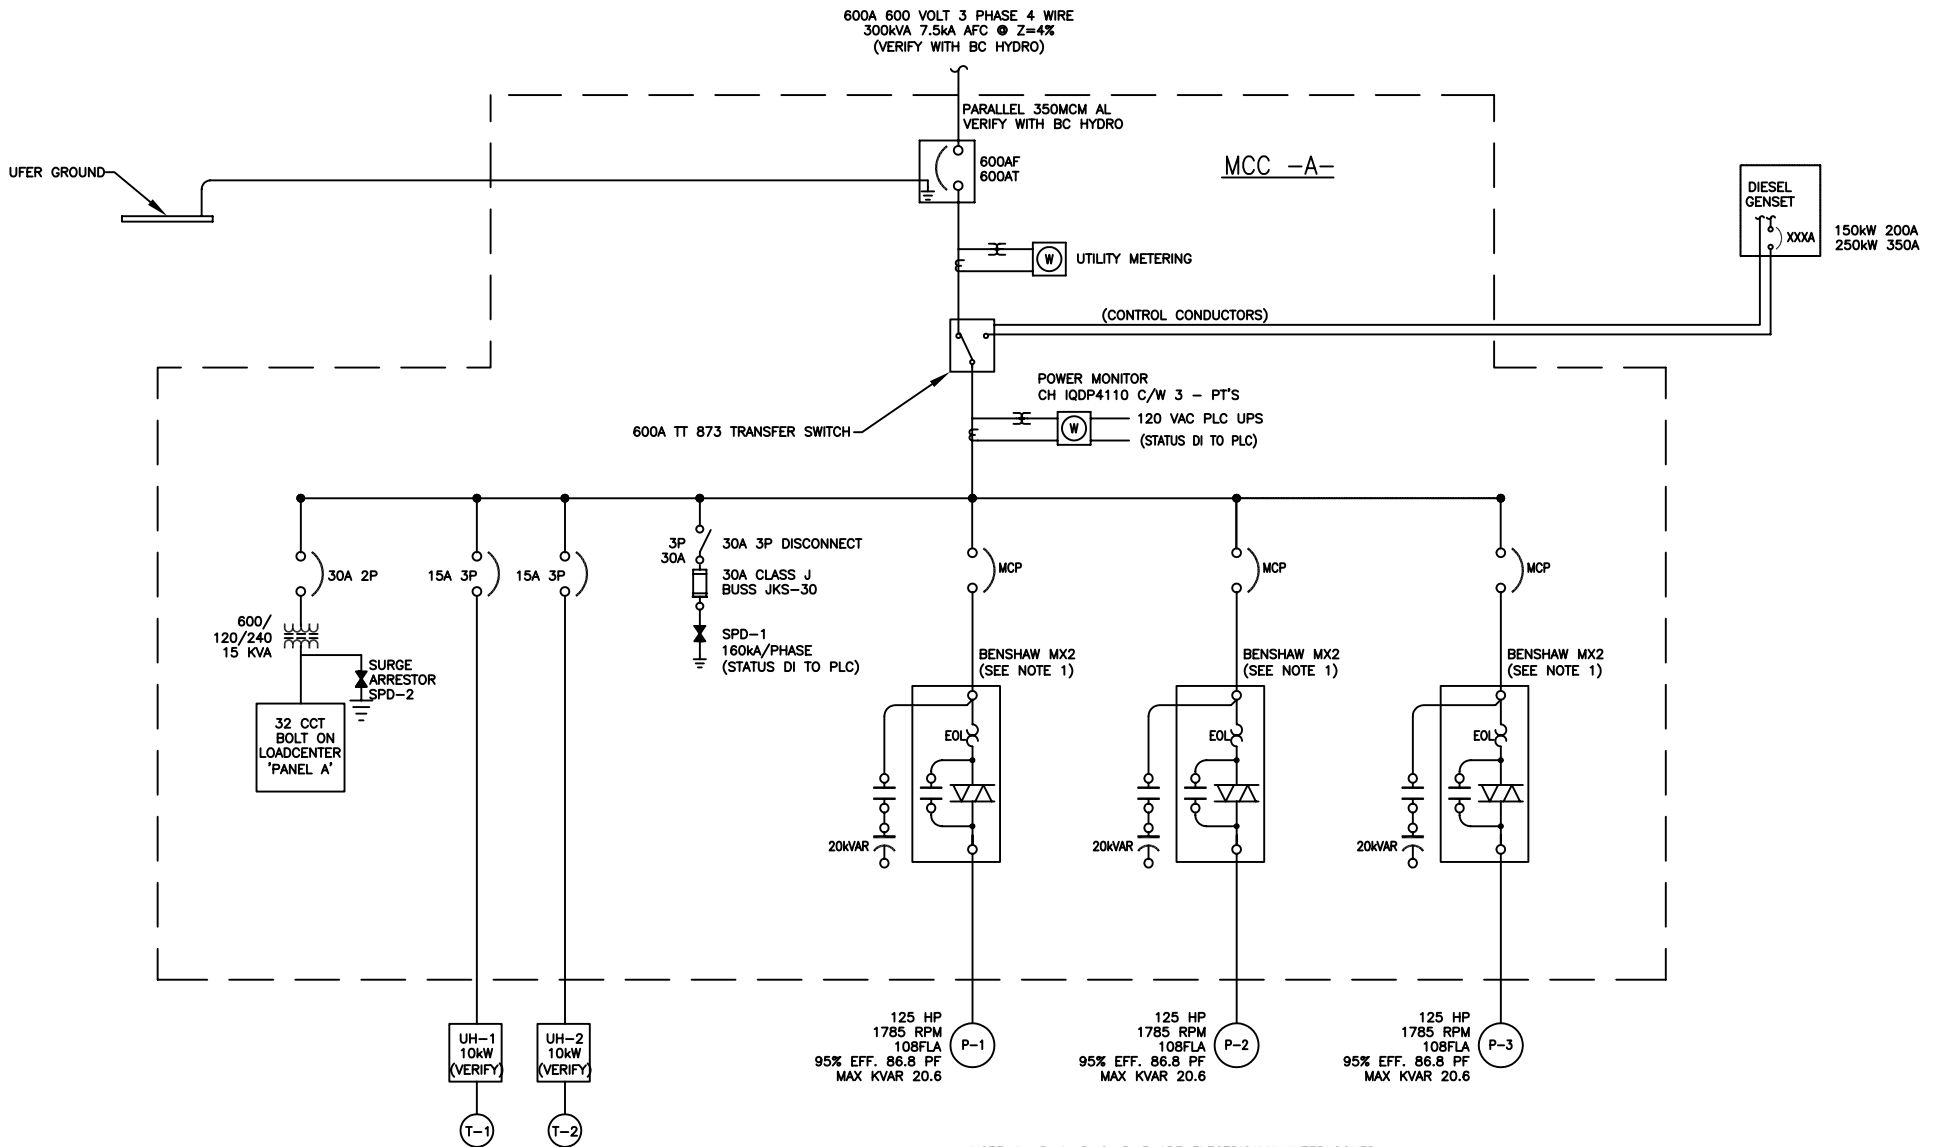 600A 600 VOLT 3 PHASE 4 WIRE
300kVA 7.5kA AFC @ Z=4%
(VERIFY WITH BC HYDRO)
PARALLEL 350MCM AL
VERIFY WITH BC HYDRO
UFER GROUND
600AF
600AT
MCC -A-
DIESEL
GENSET
XXXA
150kW 200A
250kW 350A
W
UTILITY METERING
(CONTROL CONDUCTORS)
POWER MONITOR
CH IQDP4110 C/W 3 - PT'S
W
120 VAC PLC UPS
(STATUS DI TO PLC)
600A TT 873 TRANSFER SWITCH
30A 2P
15A 3P
15A 3P
3P
30A
30A 3P DISCONNECT
30A CLASS J
BUSS JKS-30
MCP
MCP
MCP
600/
120/240
15 KVA
SPD-1
160kA/PHASE
(STATUS DI TO PLC)
SURGE
ARRESTOR
SPD-2
32 CCT
BOLT ON
LOADCENTER
'PANEL A'
BENSHAW MX2
(SEE NOTE 1)
BENSHAW MX2
(SEE NOTE 1)
BENSHAW MX2
(SEE NOTE 1)
EOL
EOL
EOL
20kVAR
20kVAR
20kVAR
UH-1
10kW
(VERIFY)
UH-2
10kW
(VERIFY)
T-1
T-2
125 HP
1785 RPM
108FLA
95% EFF. 86.8 PF
MAX KVAR 20.6
P-1
125 HP
1785 RPM
108FLA
95% EFF. 86.8 PF
MAX KVAR 20.6
P-2
125 HP
1785 RPM
108FLA
95% EFF. 86.8 PF
MAX KVAR 20.6
P-3